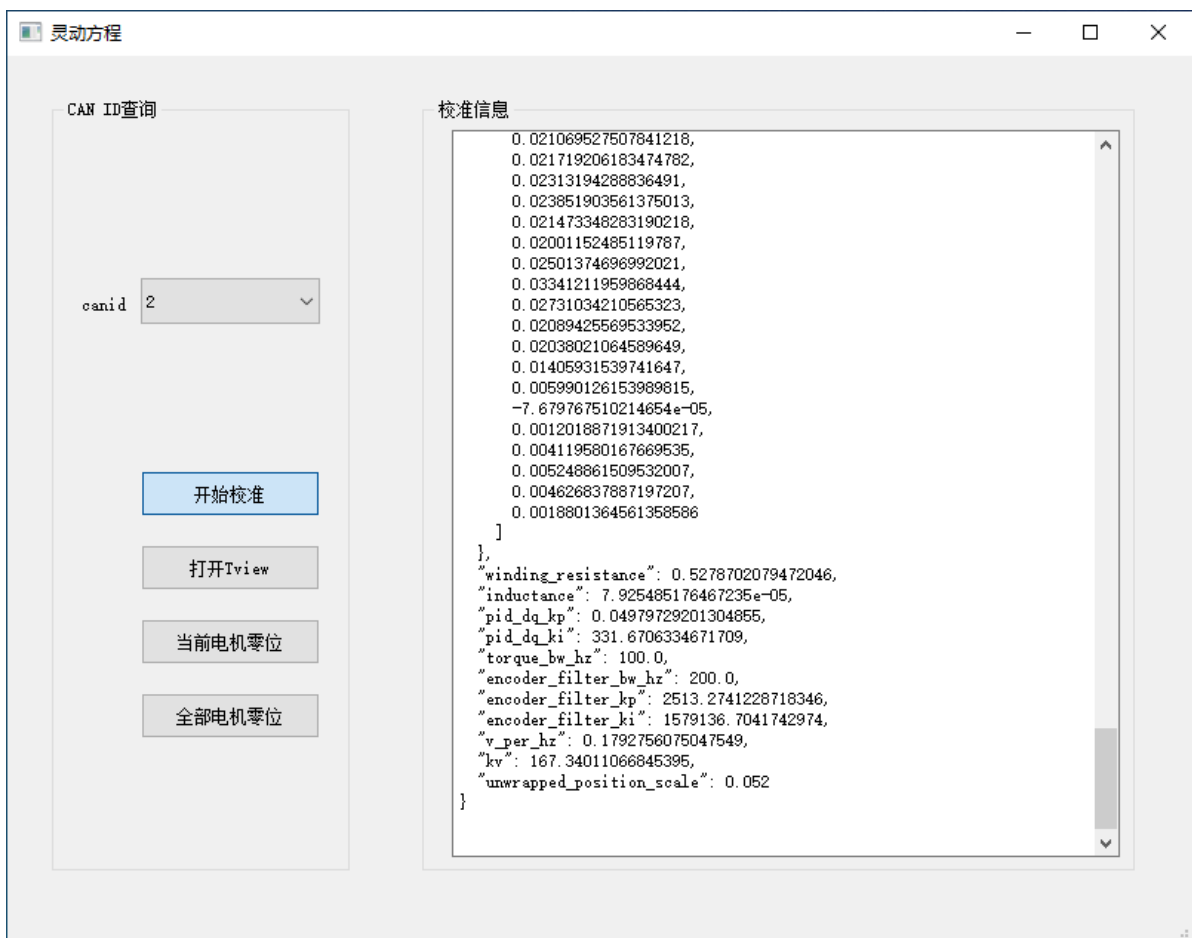 灵动方程
CAN ID查询
canid 2
开始校准
打开Tview
当前电机零位
全部电机零位
校准信息
0.021069527507841218,
0.021719206183474782,
0.02313194288836491,
0.023851903561375013,
0.021473348283190218,
0.02001152485119787,
0.02501374696992021,
0.03341211959868444,
0.02731034210565323,
0.02089425569533952,
0.02038021064589649,
0.01405931539741647,
0.005990126153989815,
-7.679767510214654e-05,
0.0012018871913400217,
0.004119580167669535,
0.005248861509532007,
0.004626837887197207,
0.0018801364561358586
]
},
"winding_resistance": 0.5278702079472046,
"inductance": 7.925485176467235e-05,
"pid_dq_kp": 0.04979729201304855,
"pid_dq_ki": 331.6706334671709,
"torque_bw_hz": 100.0,
"encoder_filter_bw_hz": 200.0,
"encoder_filter_kp": 2513.2741228718346,
"encoder_filter_ki": 1579136.7041742974,
"v_per_hz": 0.1792756075047549,
"kv": 167.34011066845395,
"unwrapped_position_scale": 0.052
}